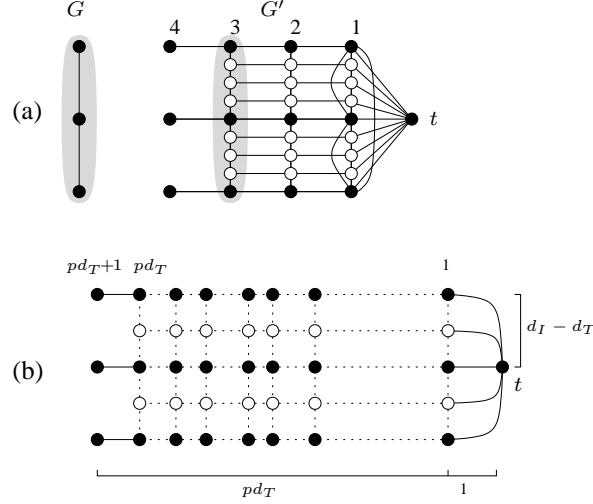 G G′
4 3 2 1
(a)
t
pd_T+1 pd_T 1
d_I − d_T
(b)
t
pd_T 1